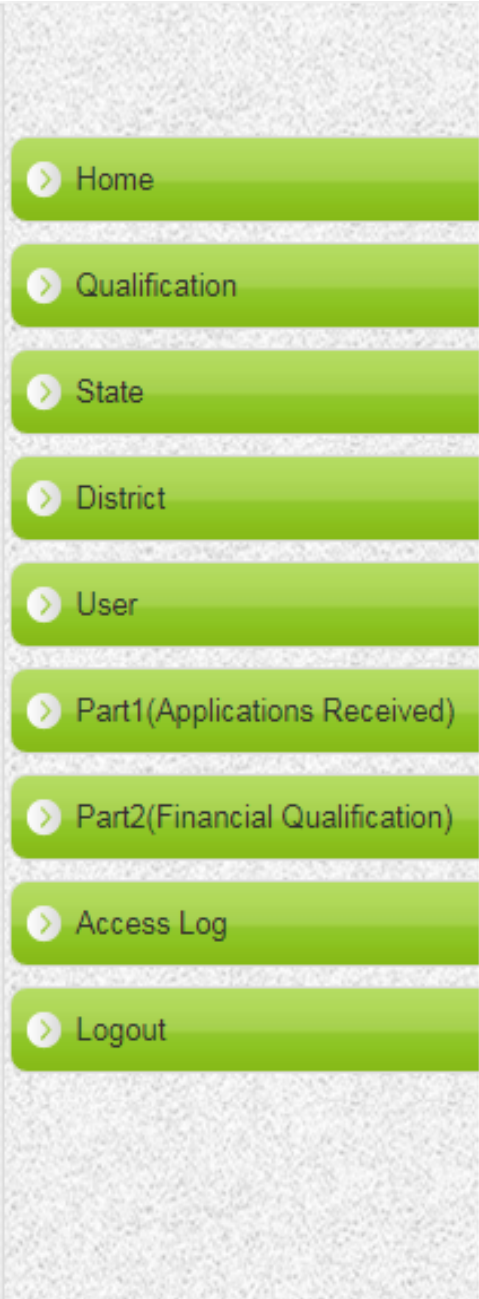 Home
Qualification
State
District
User
Part1(Applications Received)
Part2(Financial Qualification)
Access Log
Logout